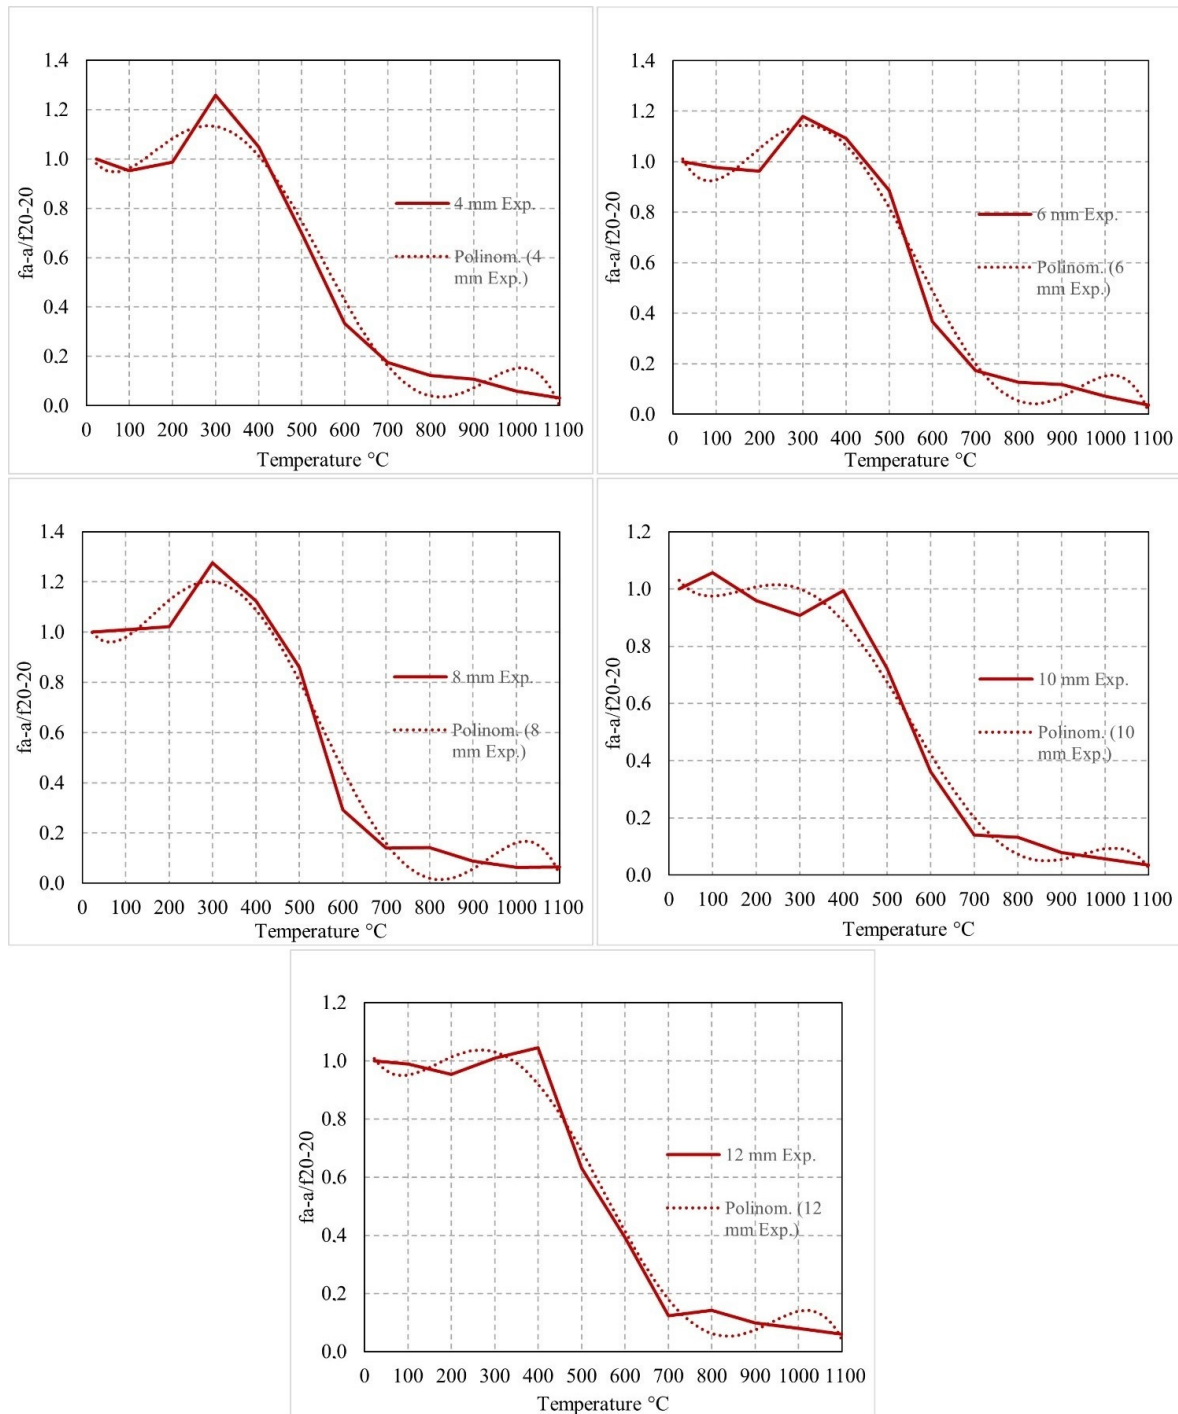 1.4
1.2
1.0
0.8
0.6
0.4
0.2
0.0
fa-a/f20-20
4 mm Exp.
Polinom. (4
mm Exp.)
0 100 200 300 400 500 600 700 800 900 1000 1100
Temperature °C
1.4
1.2
1.0
0.8
0.6
0.4
0.2
0.0
fa-a/f20-20
6 mm Exp.
Polinom. (6
mm Exp.)
0 100 200 300 400 500 600 700 800 900 1000 1100
Temperature °C
1.4
1.2
1.0
0.8
0.6
0.4
0.2
0.0
fa-a/f20-20
8 mm Exp.
Polinom. (8
mm Exp.)
0 100 200 300 400 500 600 700 800 900 1000 1100
Temperature °C
1.2
1.0
0.8
0.6
0.4
0.2
0.0
fa-a/f20-20
10 mm Exp.
Polinom. (10
mm Exp.)
0 100 200 300 400 500 600 700 800 900 1000 1100
Temperature °C
1.2
1.0
0.8
0.6
0.4
0.2
0.0
fa-a/f20-20
12 mm Exp.
Polinom. (12
mm Exp.)
0 100 200 300 400 500 600 700 800 900 1000 1100
Temperature °C